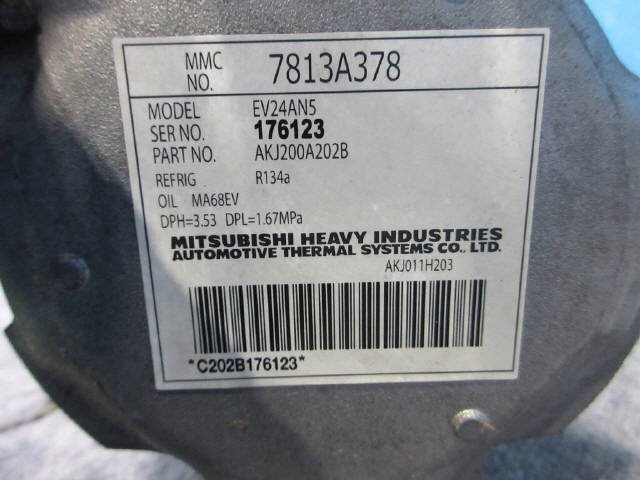 MMC NO. 7813A378
MODEL EV24AN5
SER NO. 176123
PART NO. AKJ200A202B
REFRIG R134a
OIL MA68EV
DPH=3.53 DPL=1.67MPa
MITSUBISHI HEAVY INDUSTRIES
AUTOMOTIVE THERMAL SYSTEMS CO., LTD.
AKJ011H203
*C202B176123*